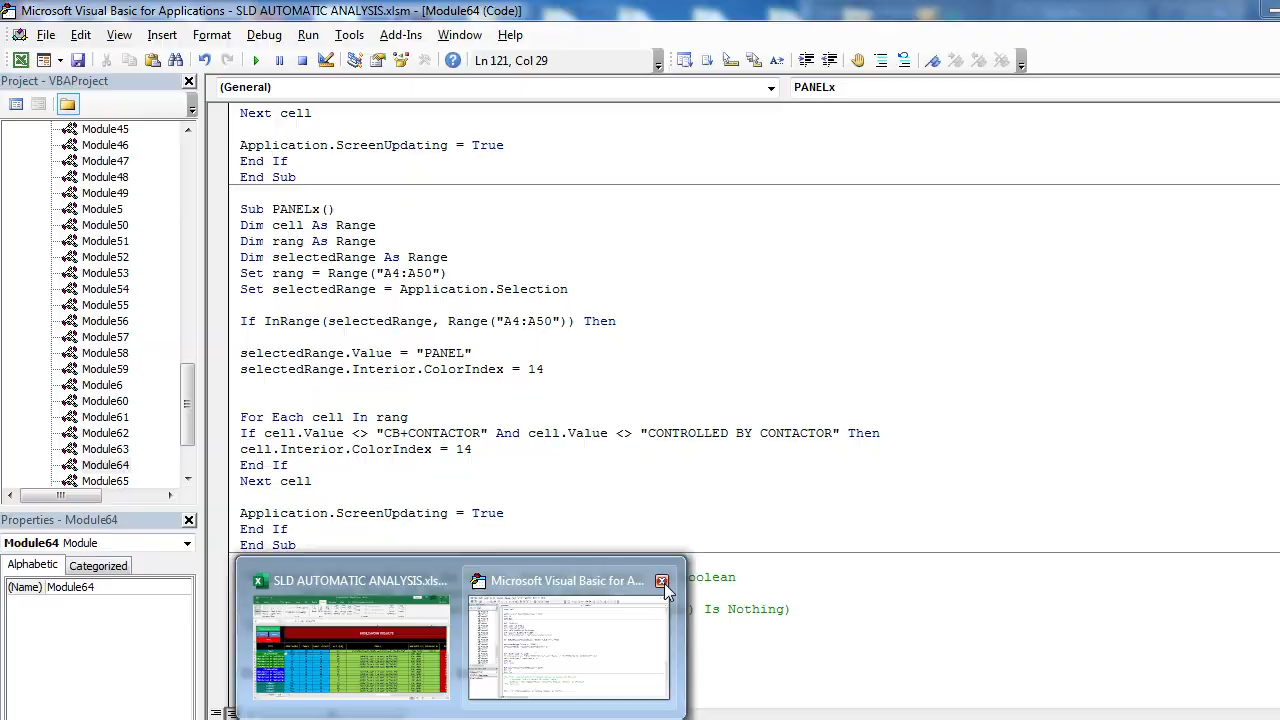 Microsoft Visual Basic for Applications - SLD AUTOMATIC ANALYSIS.xlsm - [Module64 (Code)]
File Edit View Insert Format Debug Run Tools Add-Ins Window Help
Ln 121, Col 29
Project - VBAProject
Module45
Module46
Module47
Module48
Module49
Module5
Module50
Module51
Module52
Module53
Module54
Module55
Module56
Module57
Module58
Module59
Module6
Module60
Module61
Module62
Module63
Module64
Module65
Properties - Module64
Module64 Module
Alphabetic Categorized
(Name) Module64
(General) PANELx
Next cell
Application.ScreenUpdating = True
End If
End Sub
Sub PANELx()
Dim cell As Range
Dim rang As Range
Dim selectedRange As Range
Set rang = Range("A4:A50")
Set selectedRange = Application.Selection
If InRange(selectedRange, Range("A4:A50")) Then
selectedRange.Value = "PANEL"
selectedRange.Interior.ColorIndex = 14
For Each cell In rang
If cell.Value <> "CB+CONTACTOR" And cell.Value <> "CONTROLLED BY CONTACTOR" Then
cell.Interior.ColorIndex = 14
End If
Next cell
Application.ScreenUpdating = True
End If
End Sub
oolean
) Is Nothing)
SLD AUTOMATIC ANALYSIS.xls...
Microsoft Visual Basic for A...